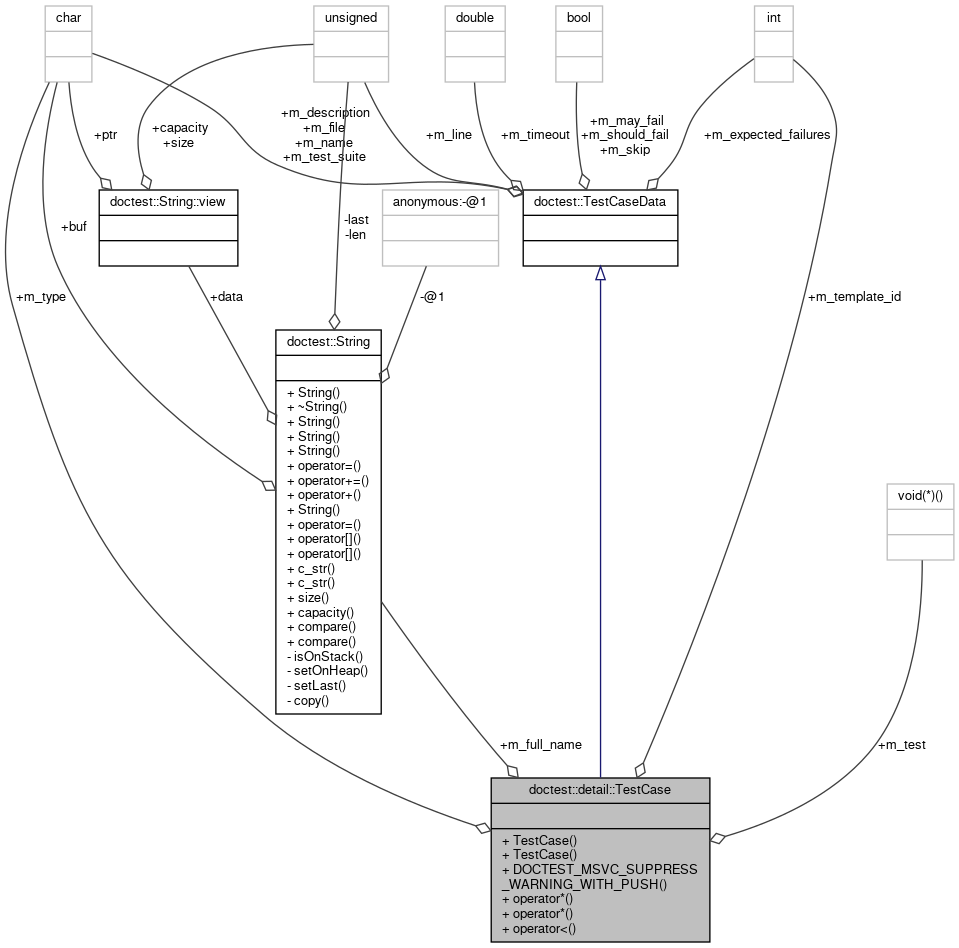 char
unsigned
double
bool
int
+ptr
+capacity
+size
+m_description
+m_file
+m_name
+m_test_suite
+m_line
+m_timeout
+m_may_fail
+m_should_fail
+m_skip
+m_expected_failures
doctest::String::view
anonymous:-@1
doctest::TestCaseData
+buf
-last
-len
+m_type
+data
-@1
+m_template_id
doctest::String
+ String()
+ ~String()
+ String()
+ String()
+ String()
+ operator=()
+ operator+=()
+ operator+()
+ String()
+ operator=()
+ operator[]()
+ operator[]()
+ c_str()
+ c_str()
+ size()
+ capacity()
+ compare()
+ compare()
- isOnStack()
- setOnHeap()
- setLast()
- copy()
void(*)()
+m_full_name
+m_test
doctest::detail::TestCase
+ TestCase()
+ TestCase()
+ DOCTEST_MSVC_SUPPRESS
_WARNING_WITH_PUSH()
+ operator*()
+ operator*()
+ operator<()